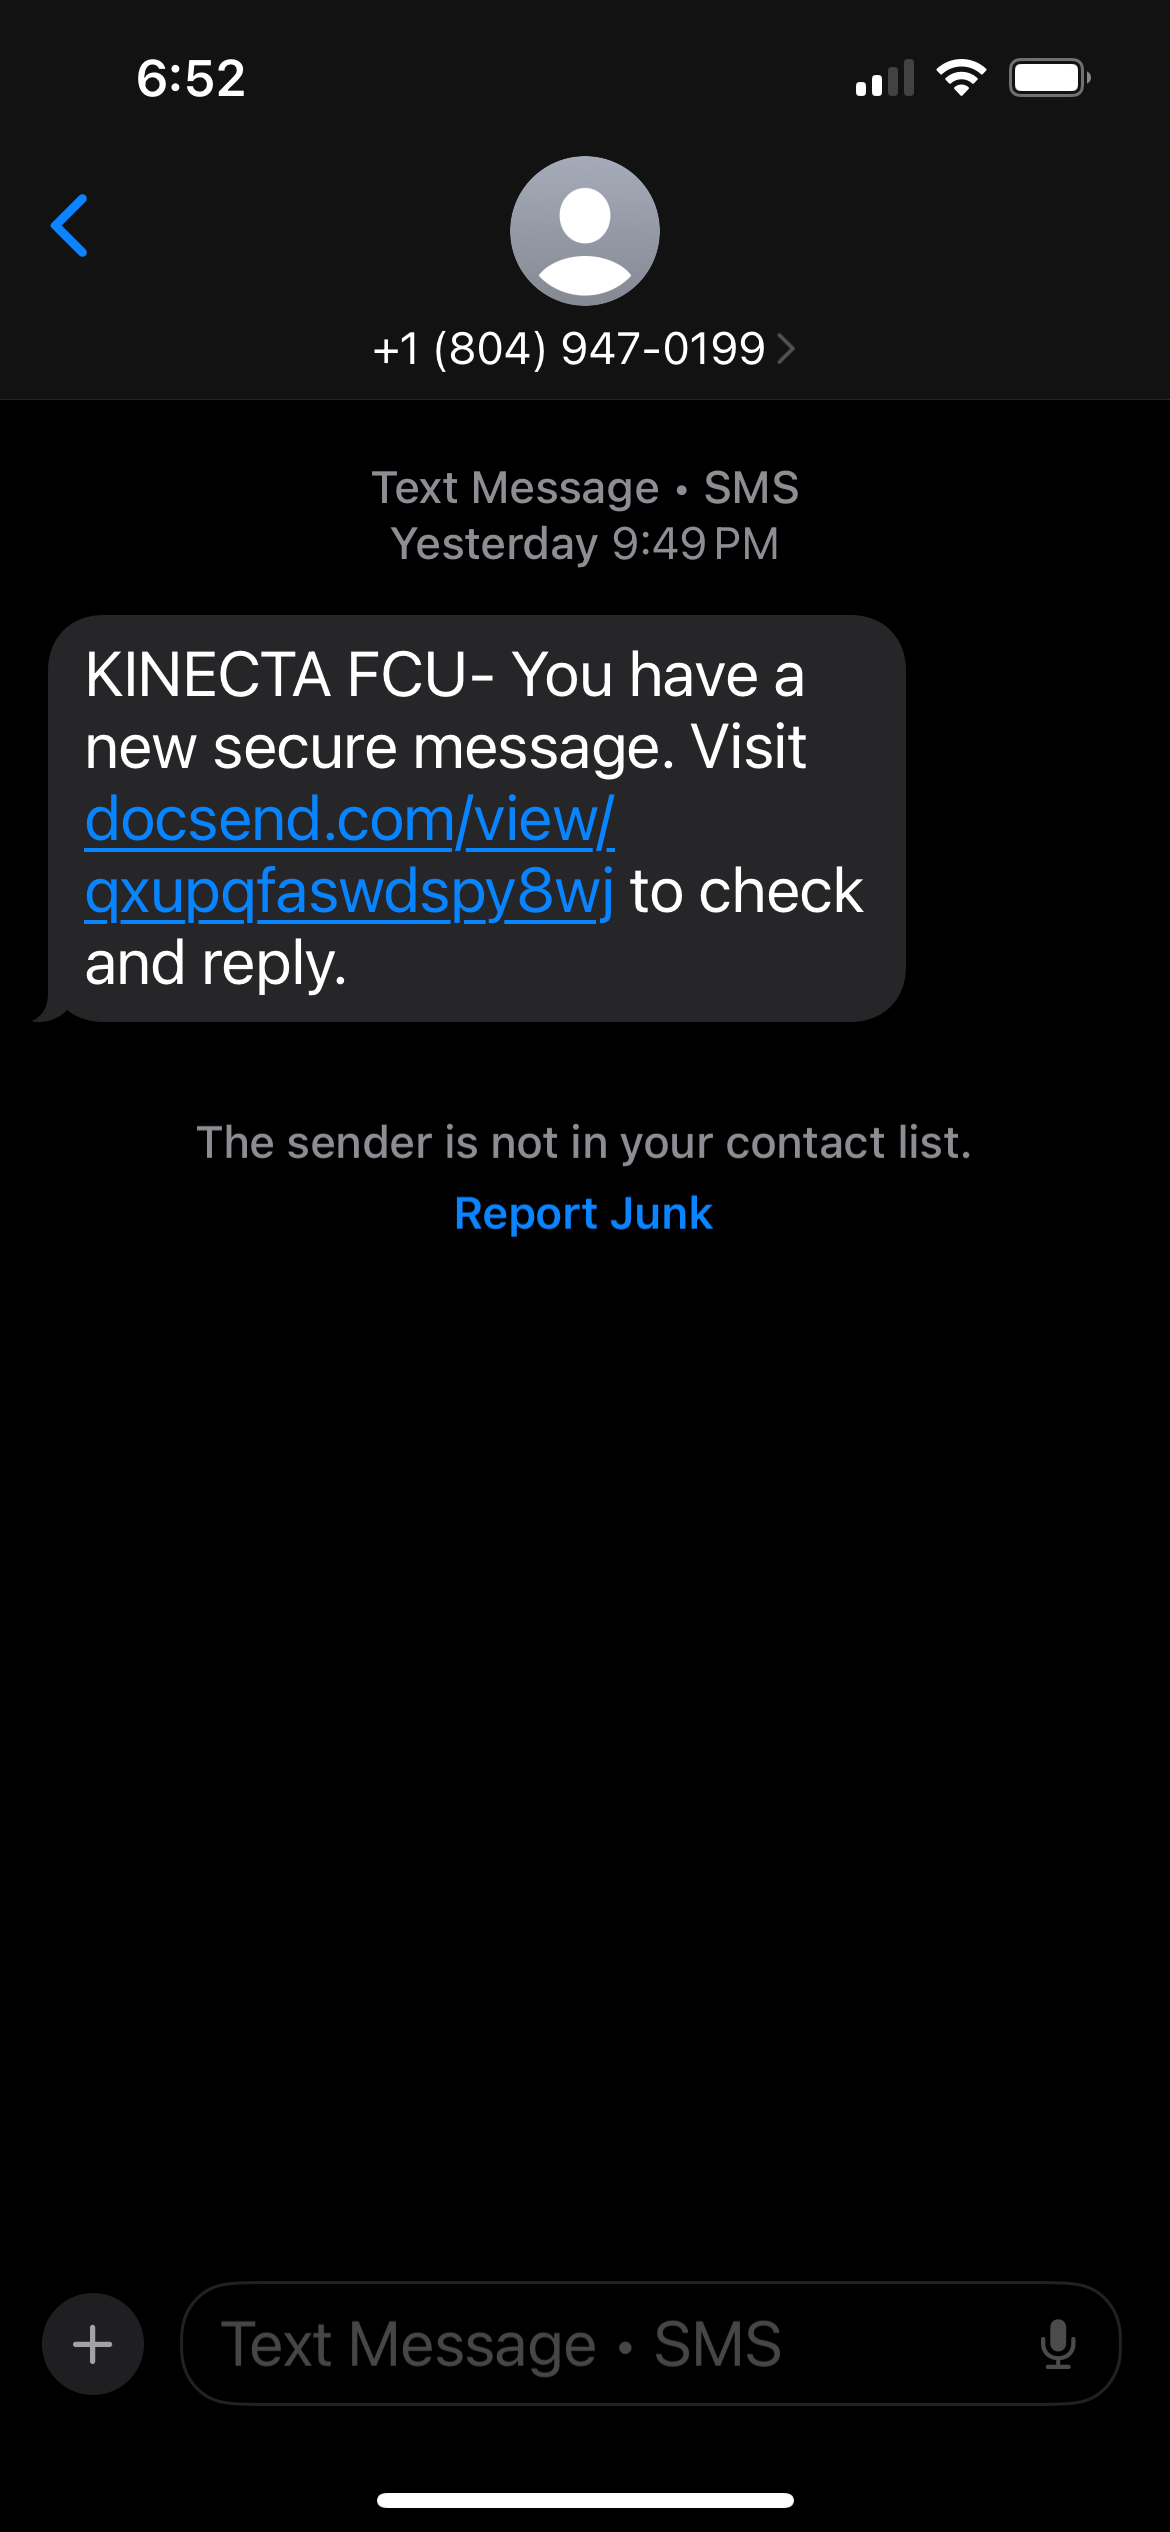 6:52
+1 (804) 947-0199
Text Message • SMS
Yesterday 9:49 PM
KINECTA FCU- You have a
new secure message. Visit
docsend.com/view/
qxupqfaswdspy8wj to check
and reply.
The sender is not in your contact list.
Report Junk
Text Message • SMS